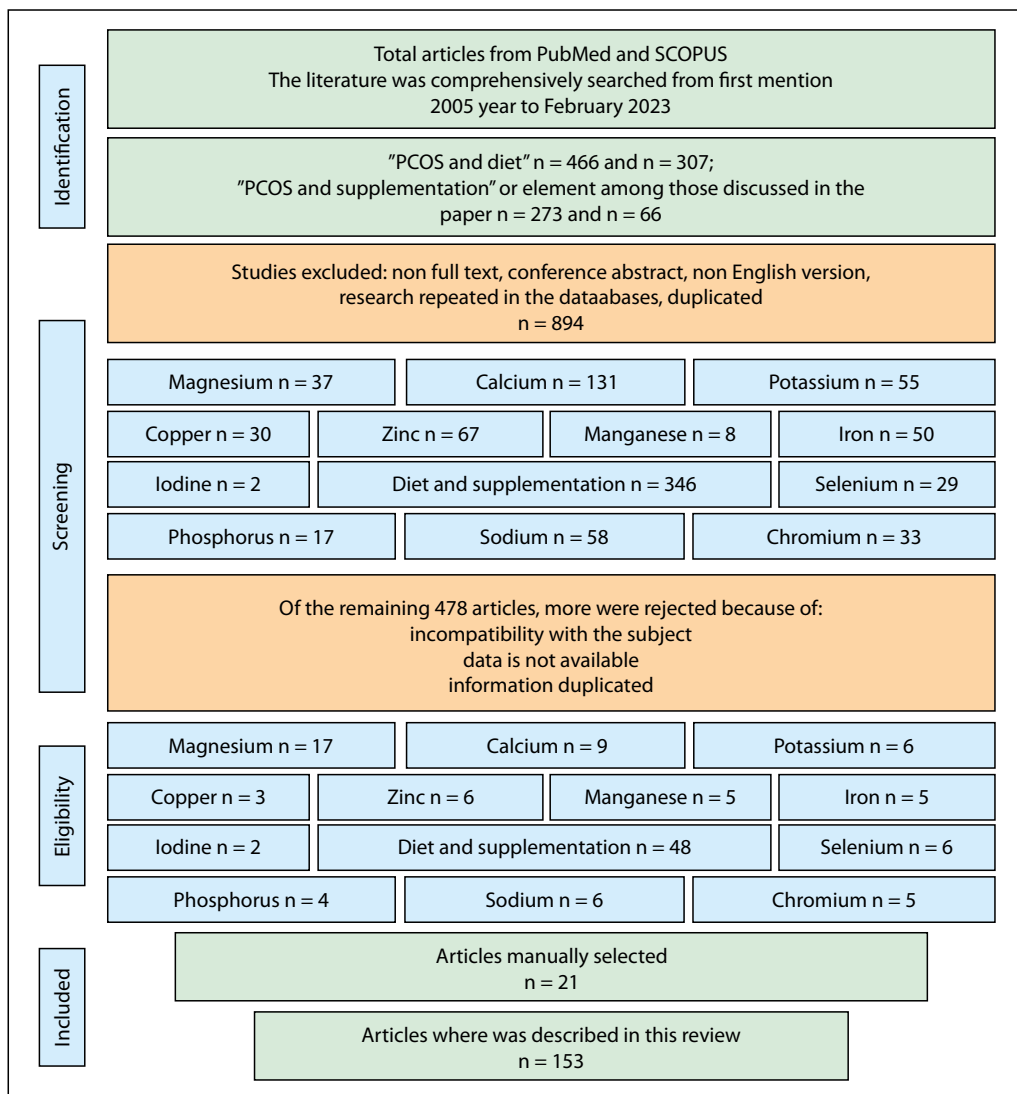 Identification
Total articles from PubMed and SCOPUS
The literature was comprehensively searched from first mention
2005 year to February 2023
"PCOS and diet" n = 466 and n = 307;
"PCOS and supplementation" or element among those discussed in the
paper n = 273 and n = 66
Screening
Studies excluded: non full text, conference abstract, non English version,
research repeated in the dataabases, duplicated
n = 894
Magnesium n = 37
Calcium n = 131
Potassium n = 55
Copper n = 30
Zinc n = 67
Manganese n = 8
Iron n = 50
Iodine n = 2
Diet and supplementation n = 346
Selenium n = 29
Phosphorus n = 17
Sodium n = 58
Chromium n = 33
Of the remaining 478 articles, more were rejected because of:
incompatibility with the subject
data is not available
information duplicated
Eligibility
Magnesium n = 17
Calcium n = 9
Potassium n = 6
Copper n = 3
Zinc n = 6
Manganese n = 5
Iron n = 5
Iodine n = 2
Diet and supplementation n = 48
Selenium n = 6
Phosphorus n = 4
Sodium n = 6
Chromium n = 5
Included
Articles manually selected
n = 21
Articles where was described in this review
n = 153